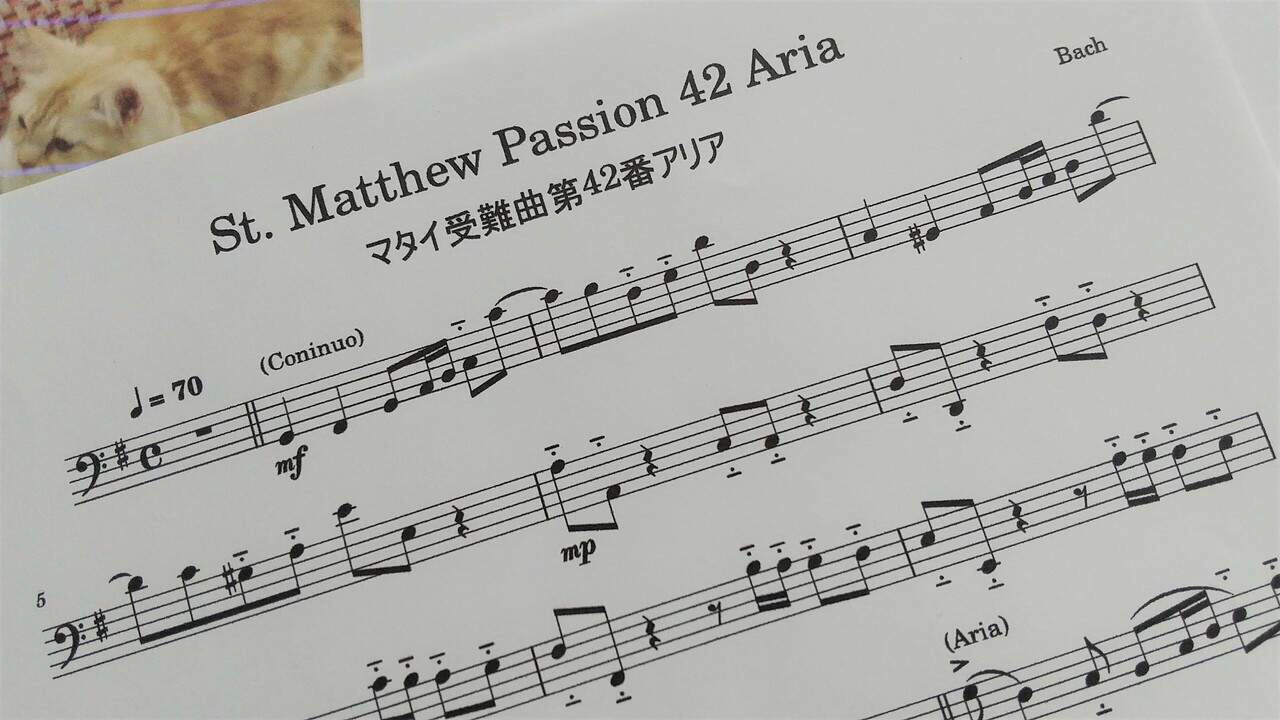 St. Matthew Passion 42 Aria
Bach
マタイ受難曲第42番アリア
(Coninuo)
♩= 70
mf
mp
5
(Aria)